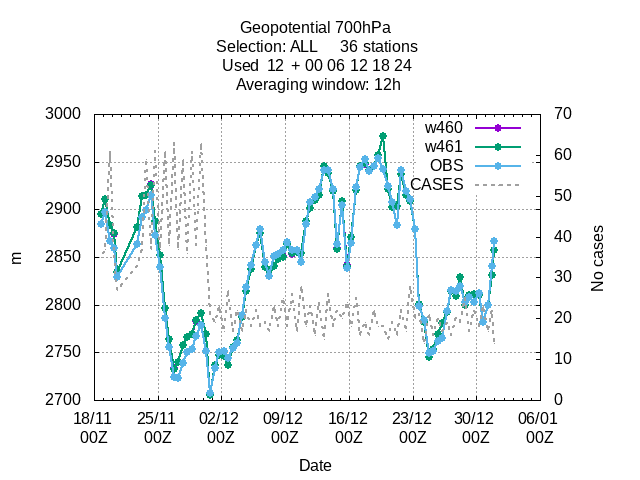 Geopotential 700hPa
Selection: ALL 36 stations
Used 12 + 00 06 12 18 24
Averaging window: 12h
3000
2950
2900
2850
2800
2750
2700
m
70
60
50
40
30
20
10
0
No cases
w460
w461
OBS
CASES
18/11 25/11 02/12 09/12 16/12 23/12 30/12 06/01
00Z 00Z 00Z 00Z 00Z 00Z 00Z 00Z
Date